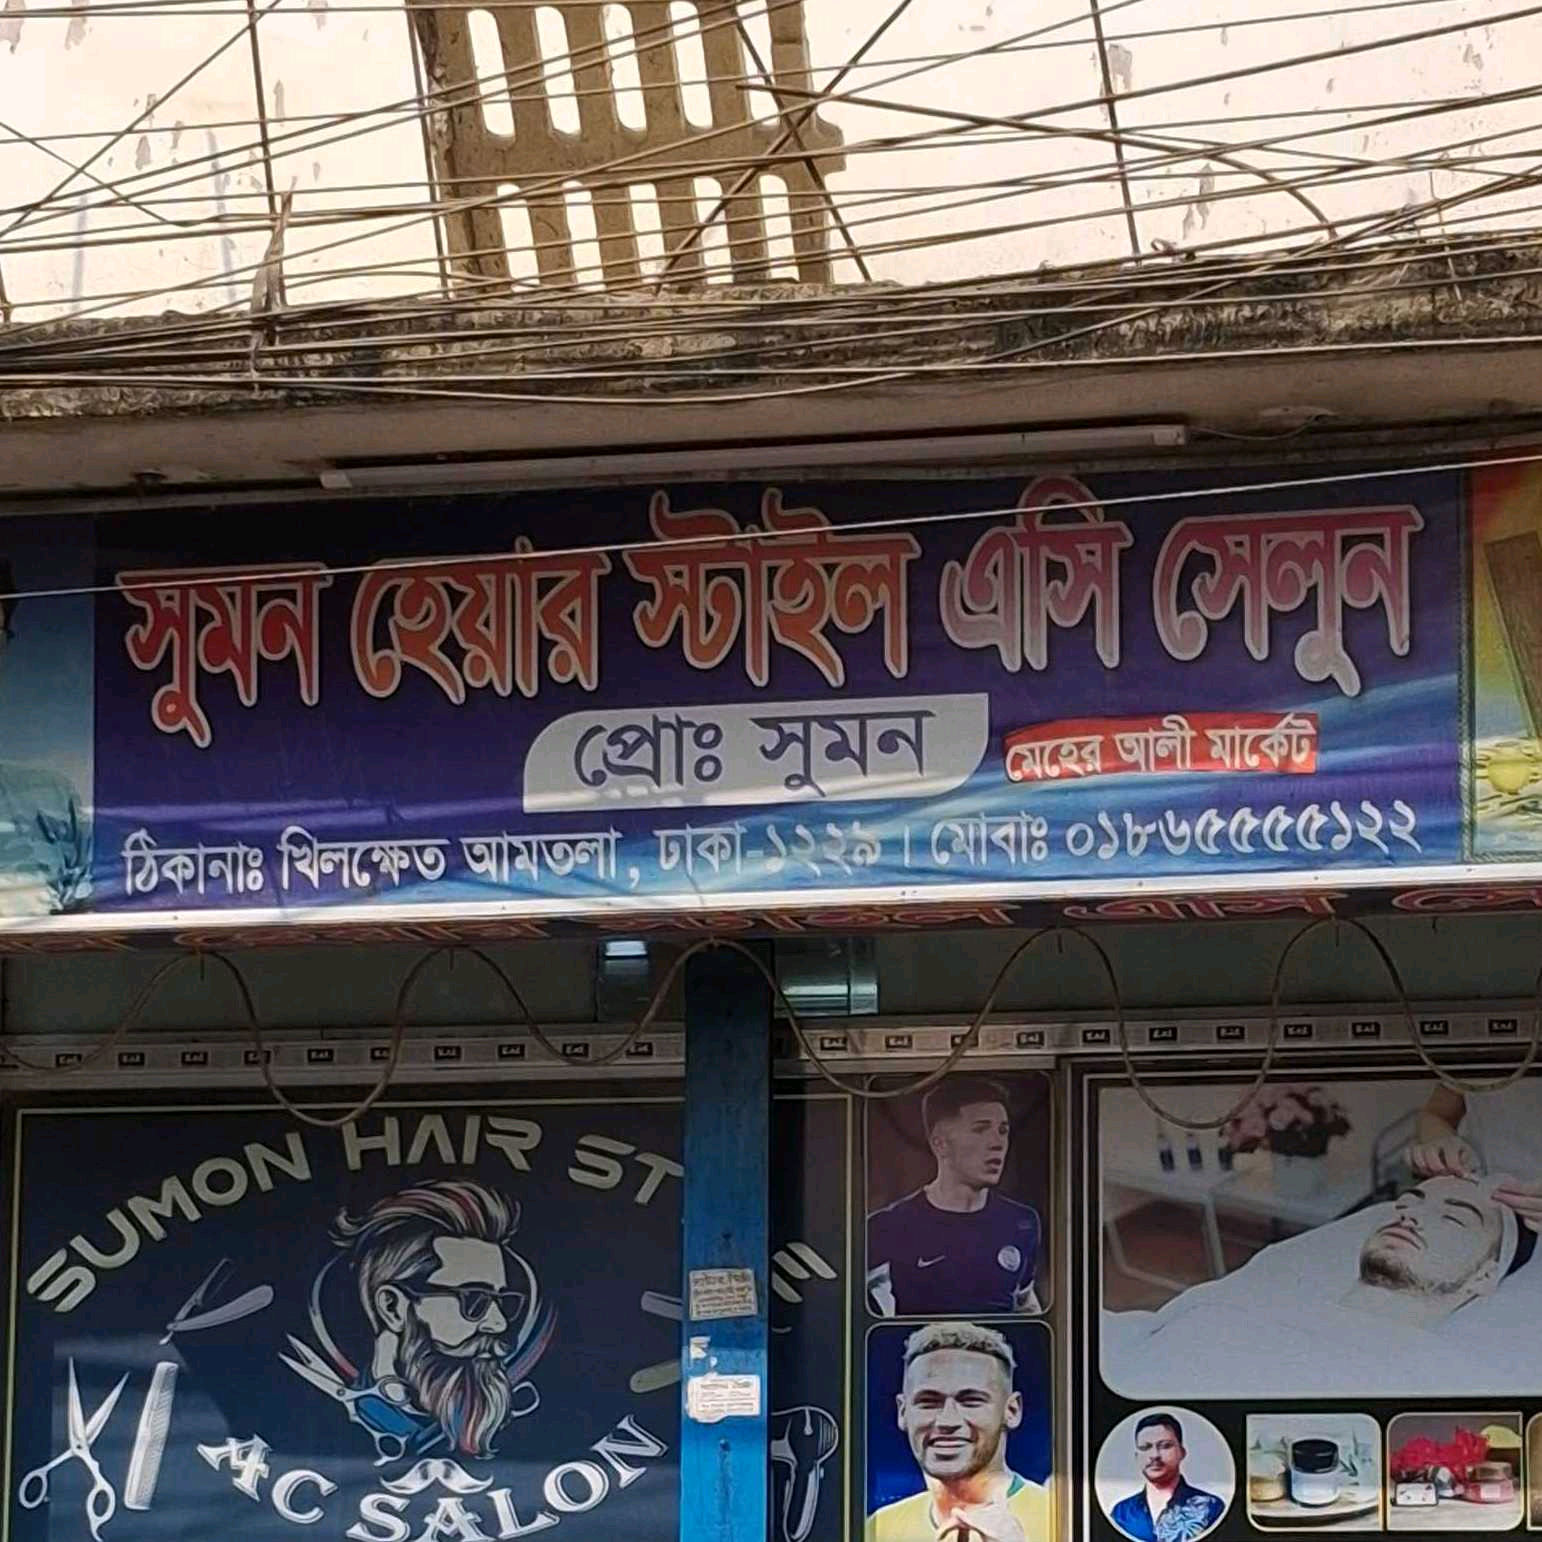 সুমন হেয়ার স্টাইল এসি সেলুন
প্রোঃ সুমন
মেহের আলী মার্কেট
ঠিকানাঃ খিলক্ষেত আমতলা, ঢাকা-১২২৯। মোবাঃ ০১৮৬৫৫৫৫১২২
SUMON HAIR ST
AC SALON